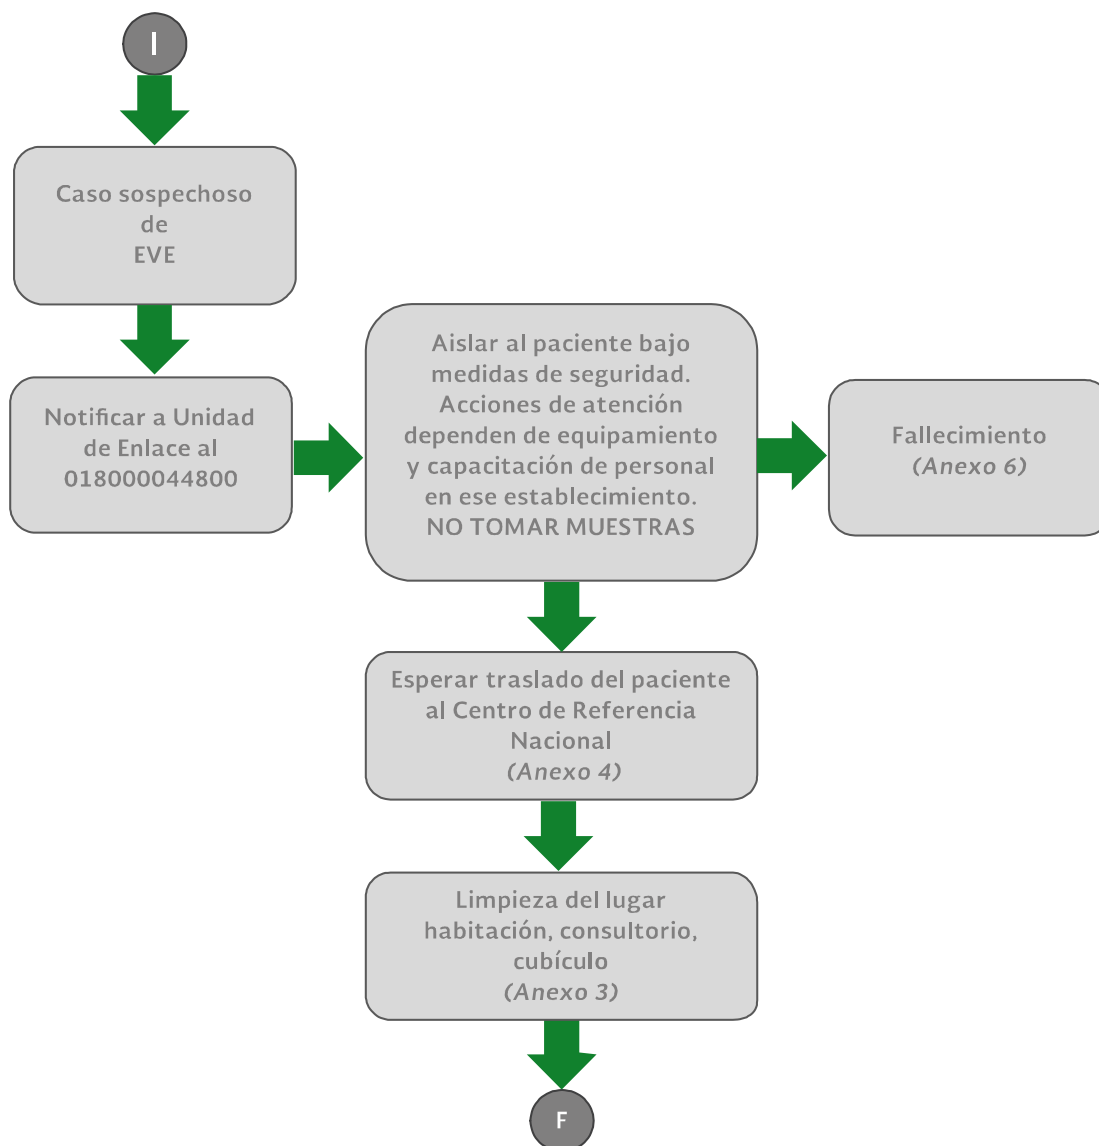 I
Caso sospechoso
de
EVE
Notificar a Unidad
de Enlace al
018000044800
Aislar al paciente bajo
medidas de seguridad.
Acciones de atención
dependen de equipamiento
y capacitación de personal
en ese establecimiento.
NO TOMAR MUESTRAS
Fallecimiento
(Anexo 6)
Esperar traslado del paciente
al Centro de Referencia
Nacional
(Anexo 4)
Limpieza del lugar
habitación, consultorio,
cubículo
(Anexo 3)
F